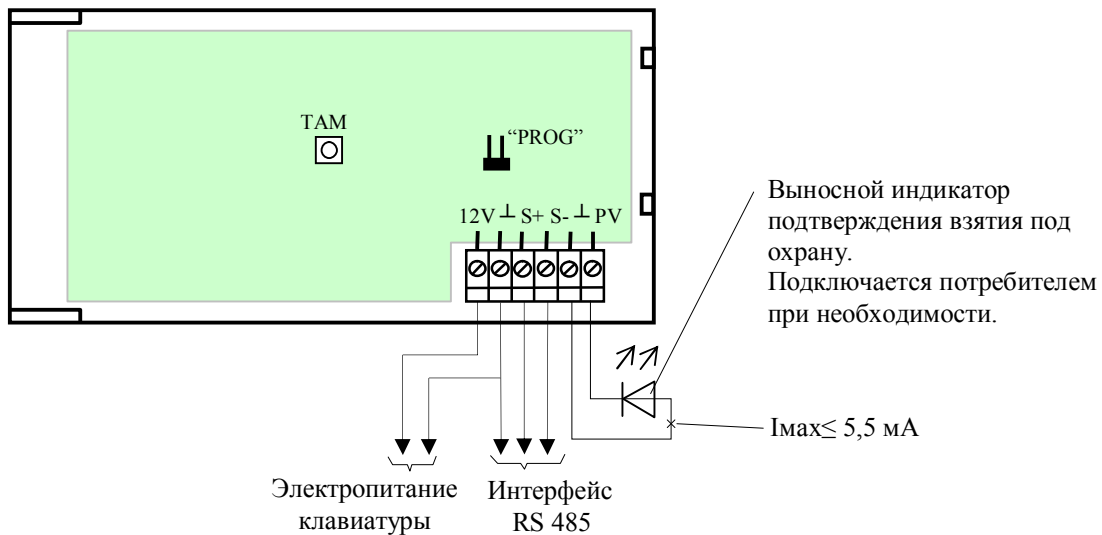 TAM
“PROG”
12V ⊥ S+ S- ⊥ PV
Выносной индикатор
подтверждения взятия под
охрану.
Подключается потребителем
при необходимости.
Iмах≤ 5,5 мА
Электропитание
клавиатуры
Интерфейс
RS 485